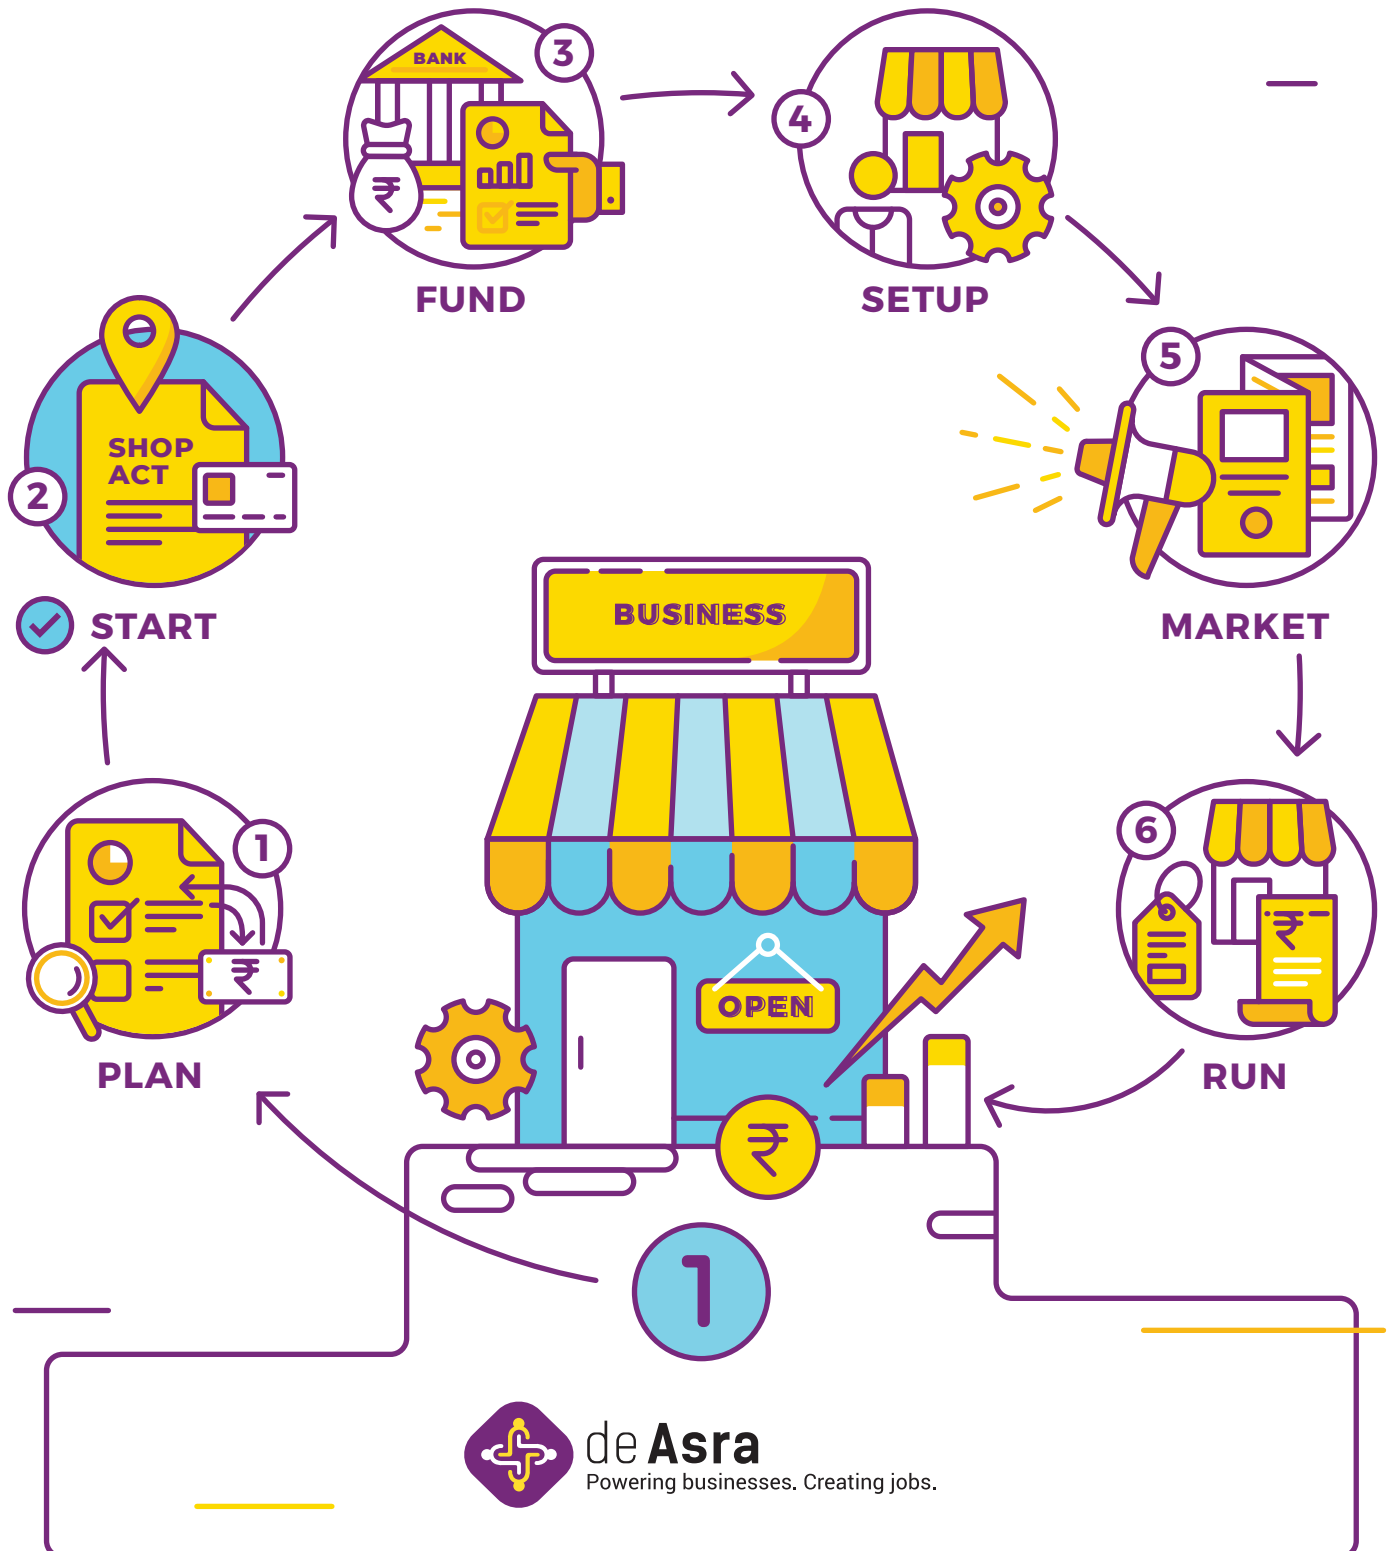 BANK
3
₹
FUND
4
SETUP
SHOP
ACT
2
START
5
MARKET
BUSINESS
1
₹
PLAN
6
₹
RUN
OPEN
₹
1
de Asra
Powering businesses. Creating jobs.